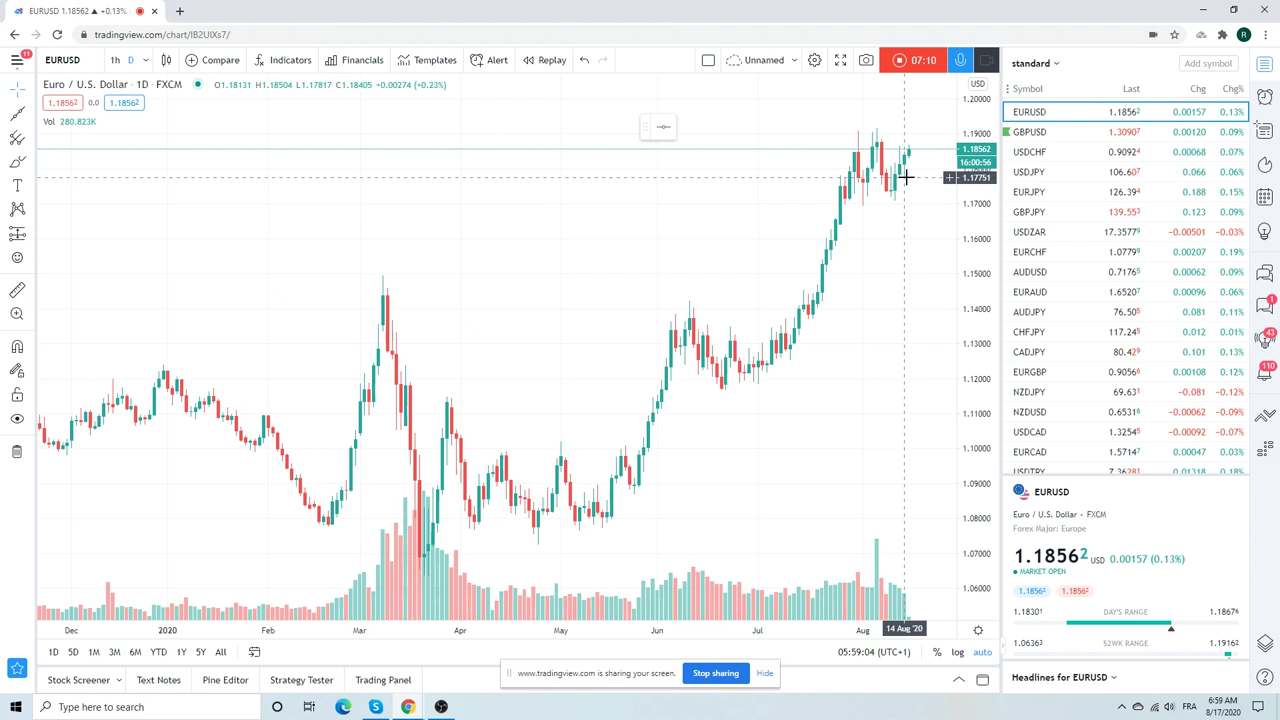 EURUSD 1.18562 ▲ +0.13%
tradingview.com/chart/IB2UIXs7/
R
11
EURUSD
1h D
Compare
Indicators
Financials
Templates
Alert
Replay
Unnamed
07:10
standard
Add symbol
Euro / U.S. Dollar · 1D · FXCM
O1.18131 H1.18504 L1.17817 C1.18405 +0.00274 (+0.23%)
1.18562 0.0 1.18562
Vol 280.823K
USD
1.20000
1.19000
1.18562
16:00:56
1.17751
1.17000
1.16000
1.15000
1.14000
1.13000
1.12000
1.11000
1.10000
1.09000
1.08000
1.07000
1.06000
Dec 2020 Feb Mar Apr May Jun Jul Aug 14 Aug '20
Symbol Last Chg Chg%
EURUSD 1.18562 0.00157 0.13%
GBPUSD 1.30907 0.00120 0.09%
USDCHF 0.90924 0.00068 0.07%
USDJPY 106.607 0.066 0.06%
EURJPY 126.394 0.188 0.15%
GBPJPY 139.553 0.123 0.09%
USDZAR 17.35779 −0.00501 −0.03%
EURCHF 1.07799 0.00207 0.19%
AUDUSD 0.71765 0.00062 0.09%
EURAUD 1.65207 0.00096 0.06%
AUDJPY 76.505 0.081 0.11%
CHFJPY 117.245 0.012 0.01%
CADJPY 80.429 0.101 0.13%
EURGBP 0.90566 0.00108 0.12%
NZDJPY 69.631 −0.081 −0.12%
NZDUSD 0.65316 −0.00062 −0.09%
USDCAD 1.32545 −0.00092 −0.07%
EURCAD 1.57147 0.00047 0.03%
USDTRY 7.36281 0.01318 0.18%
1
43
110
EURUSD
Euro / U.S. Dollar - FXCM
Forex Major: Europe
1.18562 USD 0.00157 (0.13%)
MARKET OPEN
1.18562 1.18562
1.18301 DAY'S RANGE 1.18676
1.06363 52WK RANGE 1.19162
Headlines for EURUSD
1D 5D 1M 3M 6M YTD 1Y 5Y All
05:59:04 (UTC+1)
% log auto
Stock Screener
Text Notes
Pine Editor
Strategy Tester
Trading Panel
www.tradingview.com is sharing your screen.
Stop sharing
Hide
Type here to search
FRA
6:59 AM
8/17/2020